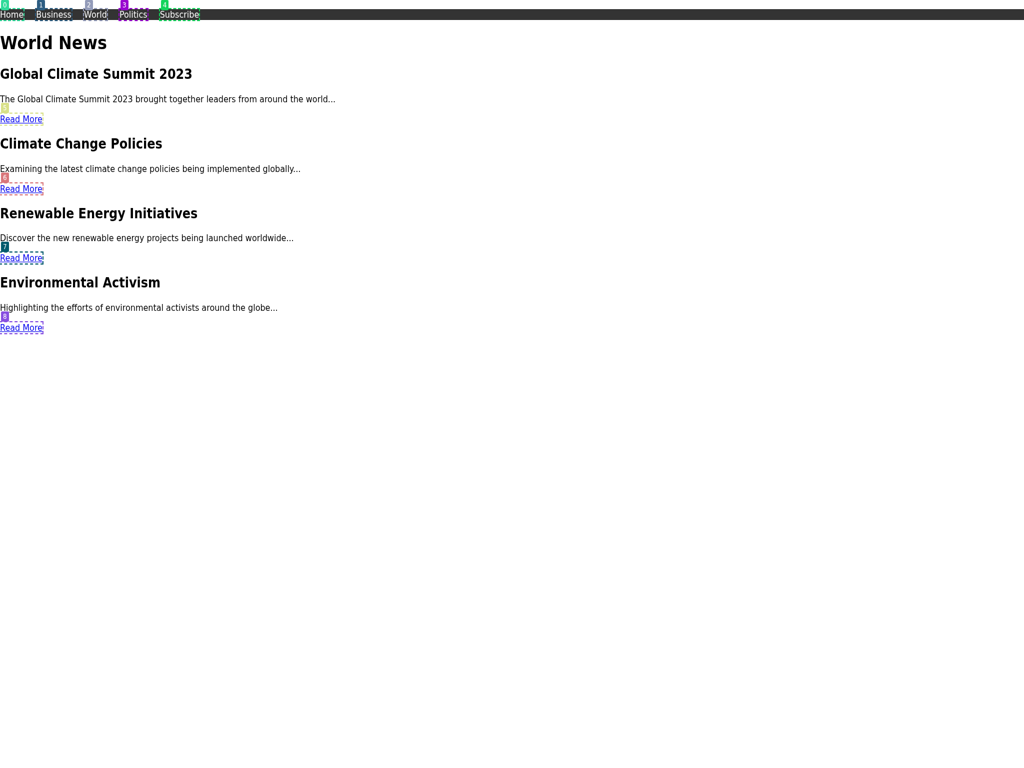 0 1 2 3 4
Home Business World Politics Subscribe
World News
Global Climate Summit 2023
The Global Climate Summit 2023 brought together leaders from around the world...
5
Read More
Climate Change Policies
Examining the latest climate change policies being implemented globally...
6
Read More
Renewable Energy Initiatives
Discover the new renewable energy projects being launched worldwide...
7
Read More
Environmental Activism
Highlighting the efforts of environmental activists around the globe...
8
Read More